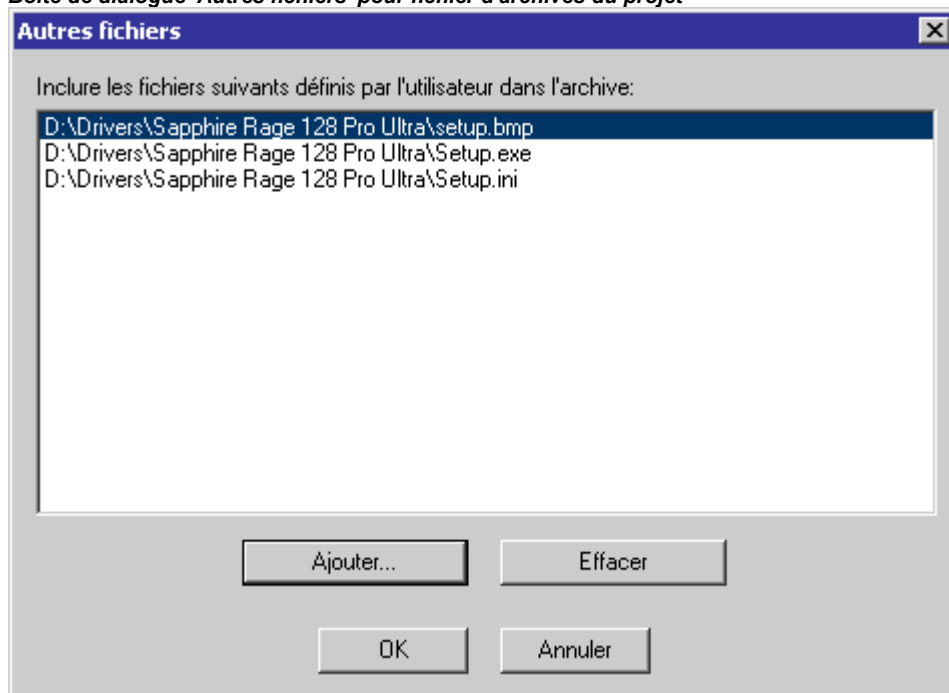 Boîte de dialogue 'Autres fichiers' pour fichier d'archives du projet
Autres fichiers
Inclure les fichiers suivants définis par l'utilisateur dans l'archive:
D:\Drivers\Sapphire Rage 128 Pro Ultra\setup.bmp
D:\Drivers\Sapphire Rage 128 Pro Ultra\Setup.exe
D:\Drivers\Sapphire Rage 128 Pro Ultra\Setup.ini
Ajouter...
Effacer
OK
Annuler